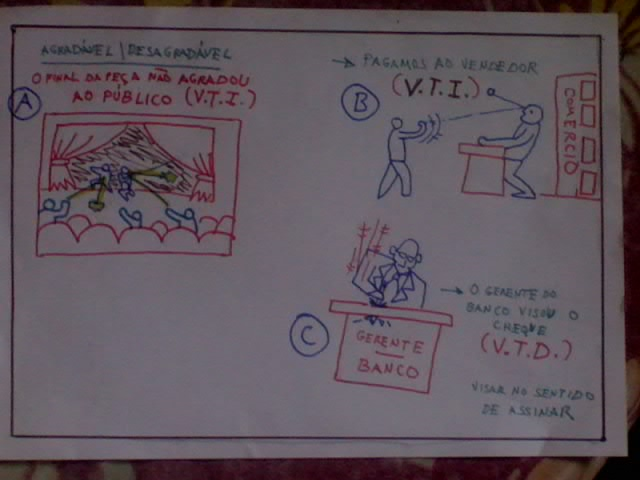 AGRADÁVEL | DESAGRADÁVEL
O FINAL DA PEÇA NÃO AGRADOU
AO PÚBLICO (V.T.I.)
A
→ PAGAMOS AO VENDEDOR
(V.T.I.)
B
COMÉRCIO
C
GERENTE
BANCO
→ O GERENTE DO
BANCO VISOU O
CHEQUE
(V.T.D.)
VISAR NO SENTIDO
DE ASSINAR